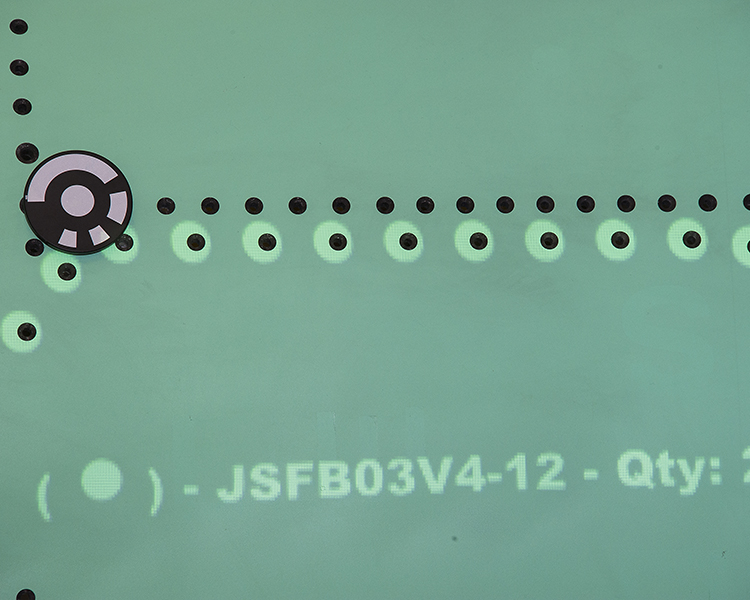 ( ● ) - JSFB03V4-12 - Qty: